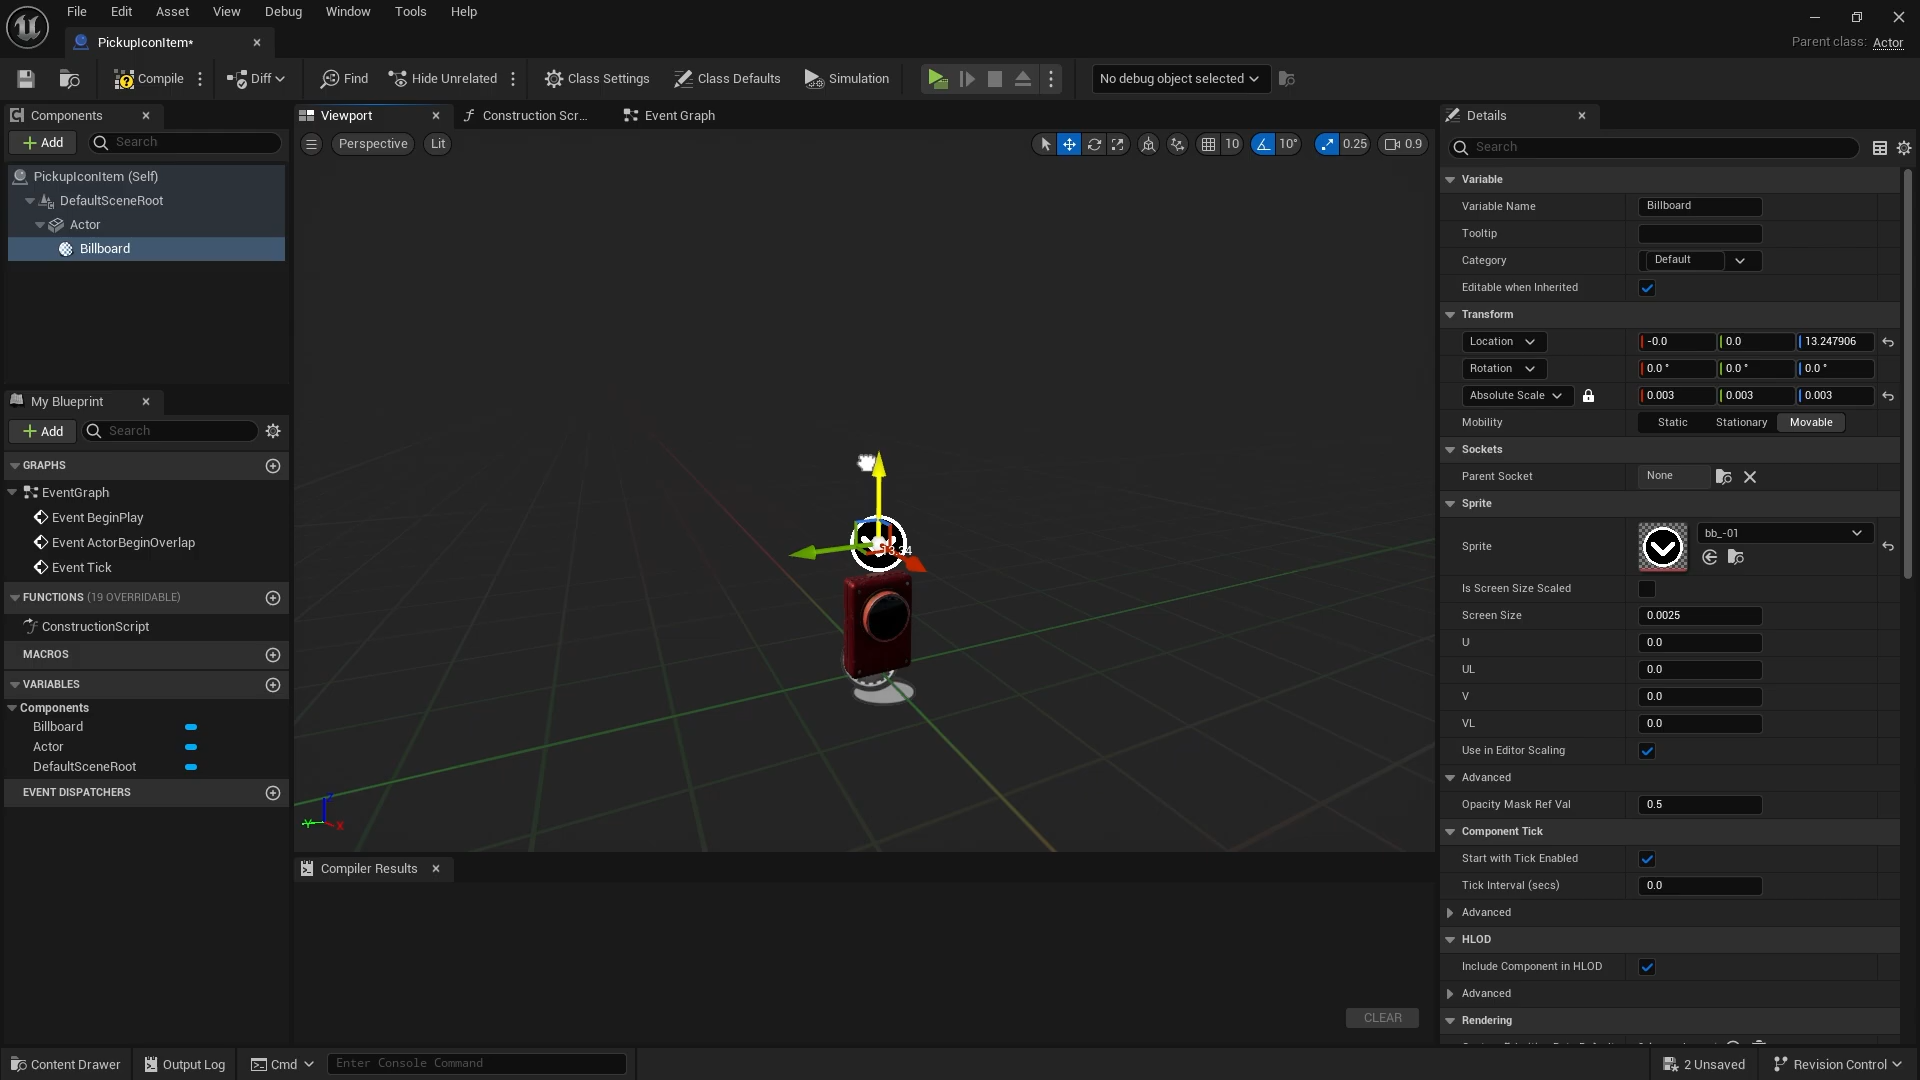 File Edit Asset View Debug Window Tools Help
PickupIconItem*
Parent class: Actor
Compile Diff Find Hide Unrelated Class Settings Class Defaults Simulation No debug object selected
Components
Add Search
PickupIconItem (Self)
DefaultSceneRoot
Actor
Billboard
My Blueprint
Add Search
GRAPHS
EventGraph
Event BeginPlay
Event ActorBeginOverlap
Event Tick
FUNCTIONS (19 OVERRIDABLE)
ConstructionScript
MACROS
VARIABLES
Components
Billboard
Actor
DefaultSceneRoot
EVENT DISPATCHERS
Viewport Construction Scr... Event Graph
Perspective Lit 10 10° 0.25 0.9
13.34
Y X
Compiler Results
CLEAR
Details
Search
Variable
Variable Name Billboard
Tooltip
Category Default
Editable when Inherited
Transform
Location -0.0 0.0 13.247906
Rotation 0.0 ° 0.0 ° 0.0 °
Absolute Scale 0.003 0.003 0.003
Mobility Static Stationary Movable
Sockets
Parent Socket None
Sprite
Sprite bb_-01
Is Screen Size Scaled
Screen Size 0.0025
U 0.0
UL 0.0
V 0.0
VL 0.0
Use in Editor Scaling
Advanced
Opacity Mask Ref Val 0.5
Component Tick
Start with Tick Enabled
Tick Interval (secs) 0.0
Advanced
HLOD
Include Component in HLOD
Advanced
Rendering
Content Drawer Output Log Cmd Enter Console Command 2 Unsaved Revision Control